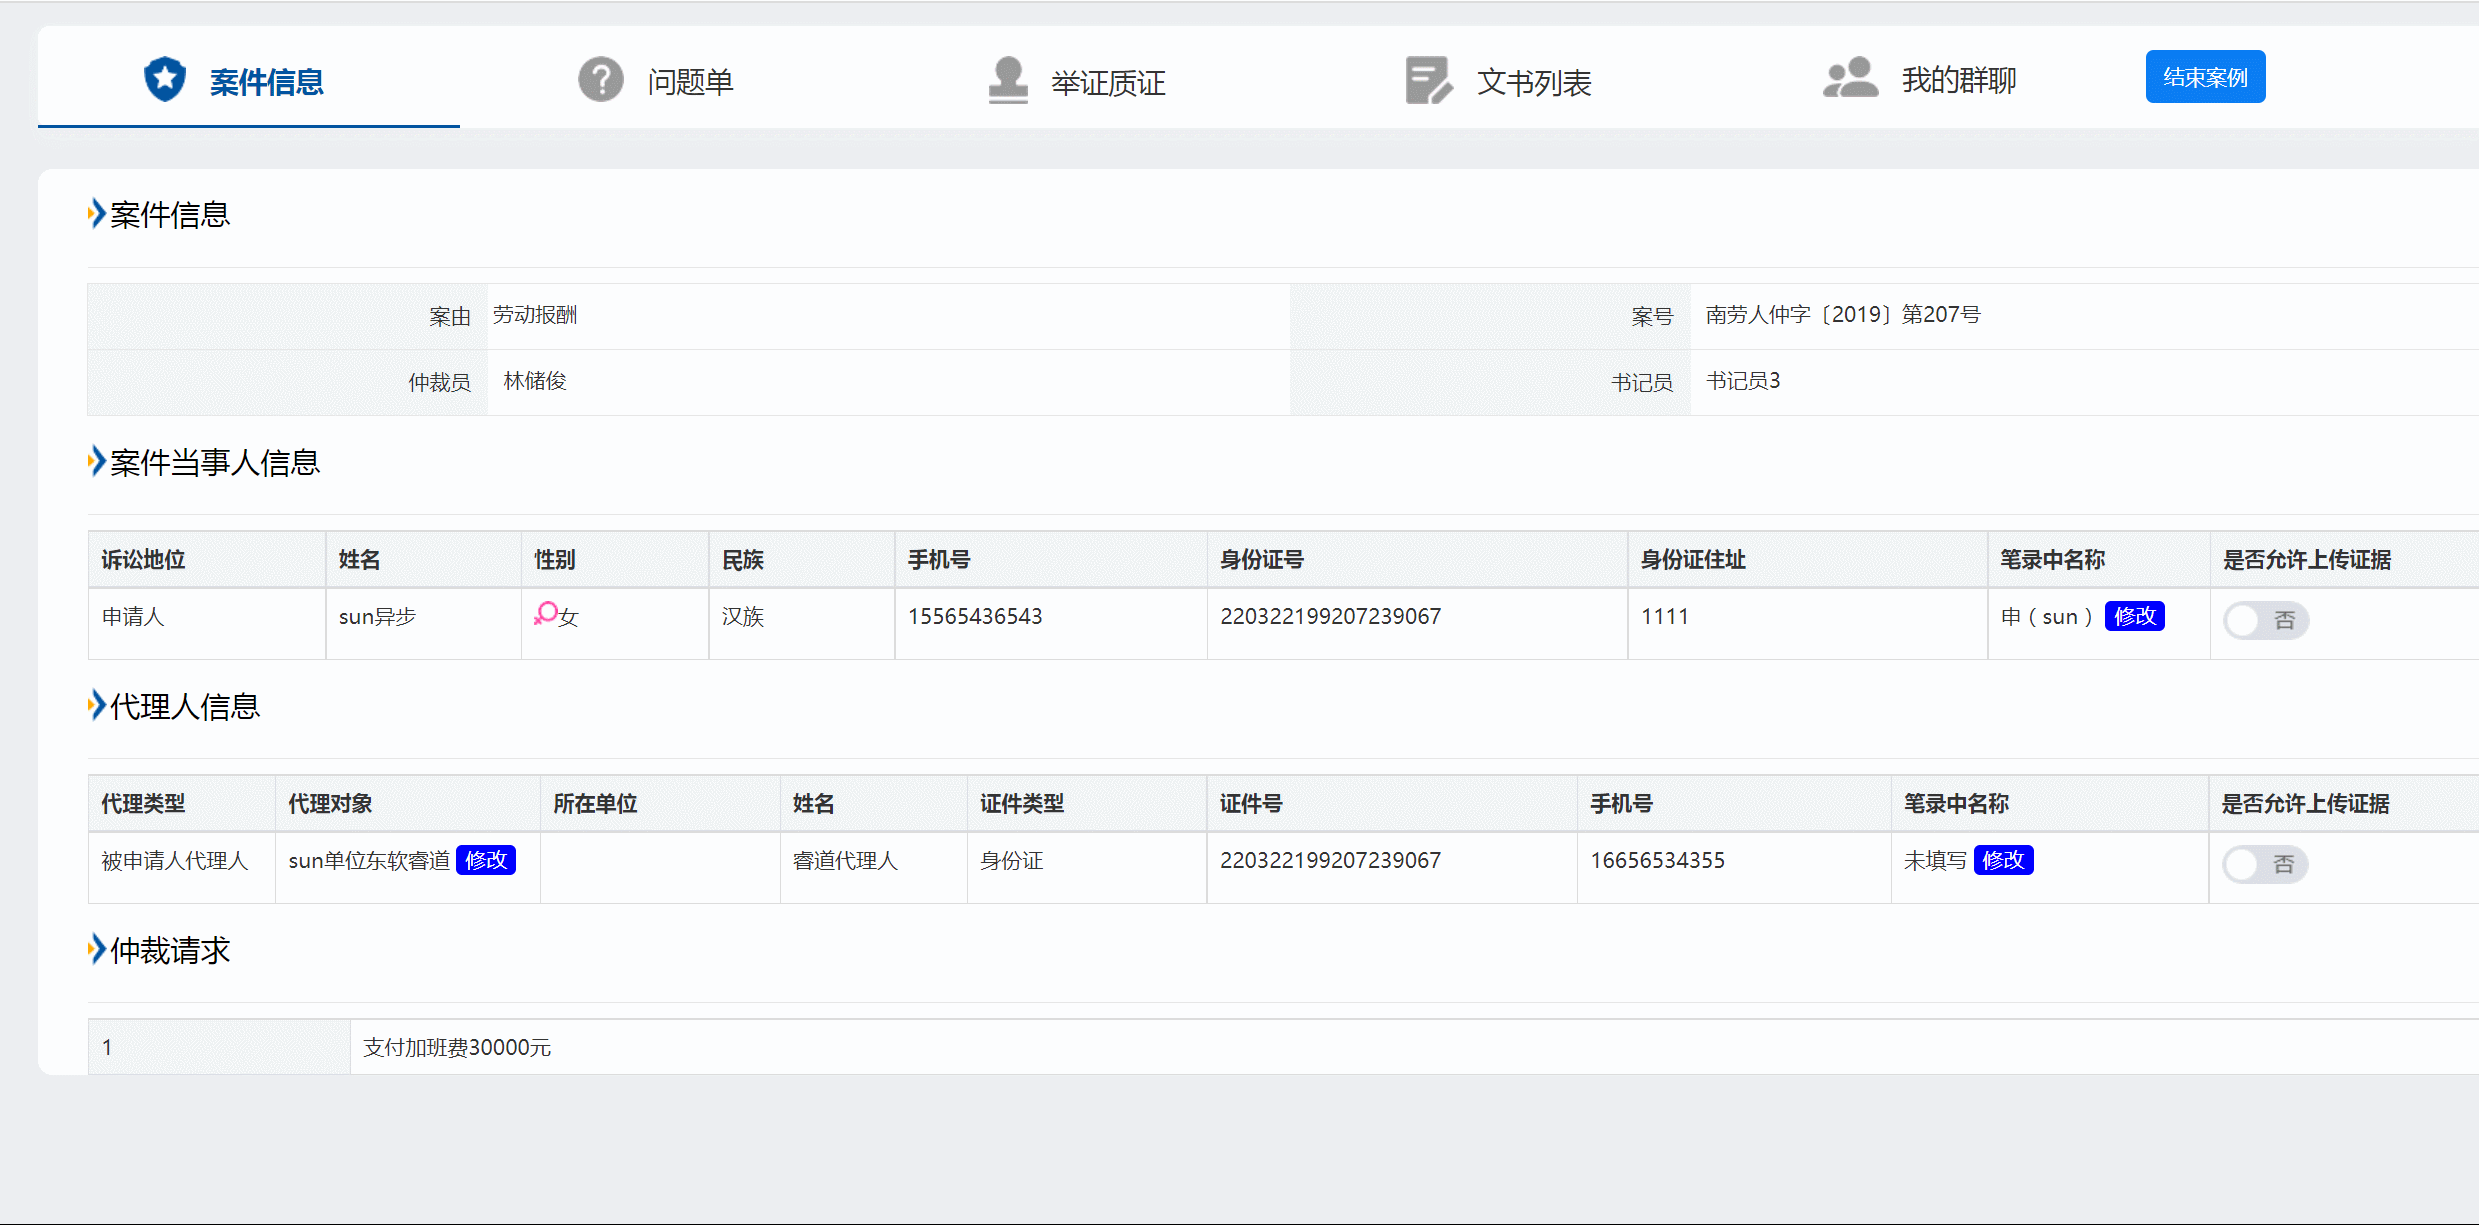 案件信息 问题单 举证质证 文书列表 我的群聊 结束案例
案件信息
案由 劳动报酬 案号 南劳人仲字〔2019〕第207号
仲裁员 林储俊 书记员 书记员3
案件当事人信息
诉讼地位 姓名 性别 民族 手机号 身份证号 身份证住址 笔录中名称 是否允许上传证据
申请人 sun异步 女 汉族 15565436543 220322199207239067 1111 申（sun） 修改 否
代理人信息
代理类型 代理对象 所在单位 姓名 证件类型 证件号 手机号 笔录中名称 是否允许上传证据
被申请人代理人 sun单位东软睿道 修改 睿道代理人 身份证 220322199207239067 16656534355 未填写 修改 否
仲裁请求
1 支付加班费30000元